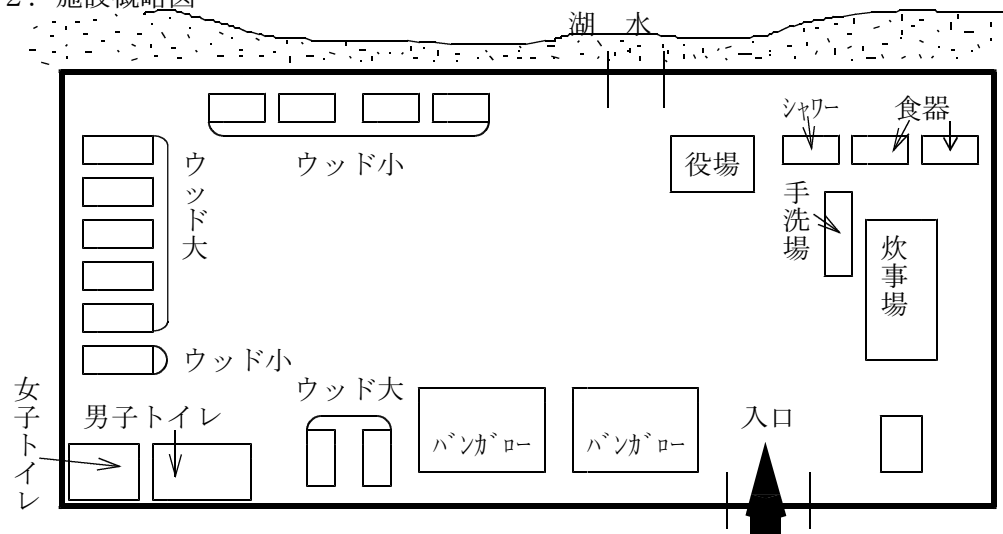 2．施設概略図
湖　水
シャワー
食器
ウッド大
ウッド小
役場
手洗場
炊事場
ウッド小
ウッド大
女子トイレ
男子トイレ
バンガロー
バンガロー
入口